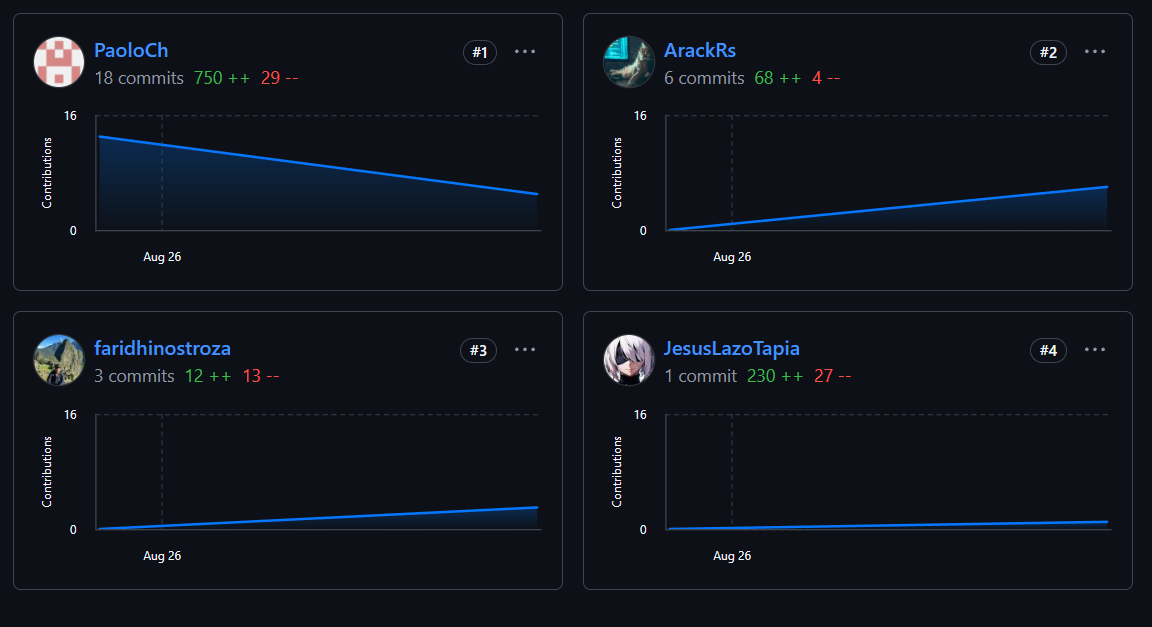 PaoloCh
#1
18 commits 750 ++ 29 --
16
Contributions
0
Aug 26
ArackRs
#2
6 commits 68 ++ 4 --
16
Contributions
0
Aug 26
faridhinostroza
#3
3 commits 12 ++ 13 --
16
Contributions
0
Aug 26
JesusLazoTapia
#4
1 commit 230 ++ 27 --
16
Contributions
0
Aug 26